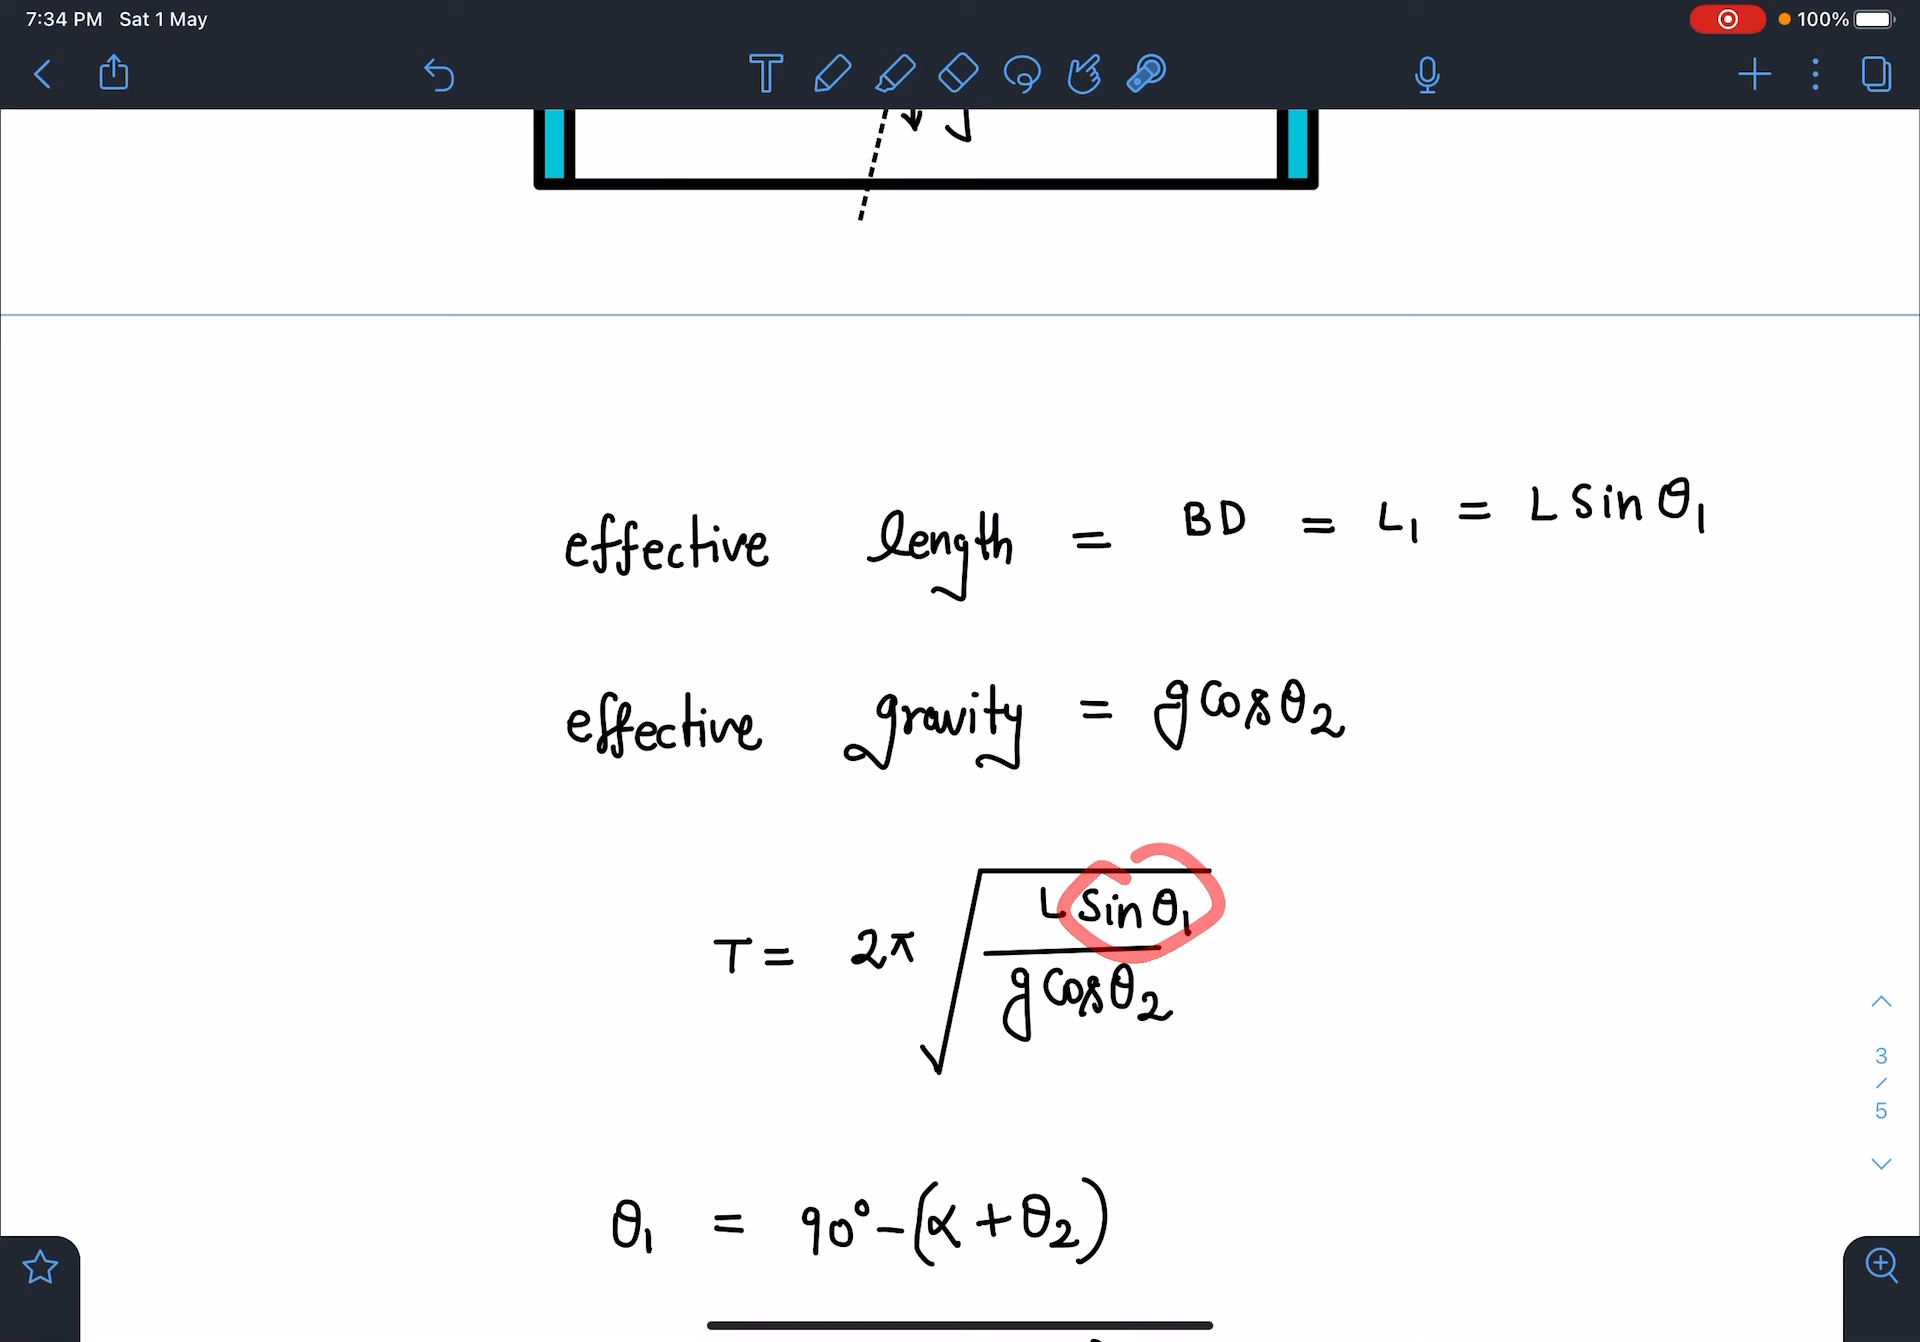 7:34 PM Sat 1 May
100%
g
effective length = BD = L₁ = L Sin θ₁
effective gravity = g Cos θ₂
T = 2π √(L Sin θ₁ / g Cos θ₂)
3
/
5
θ₁ = 90° - (α + θ₂)